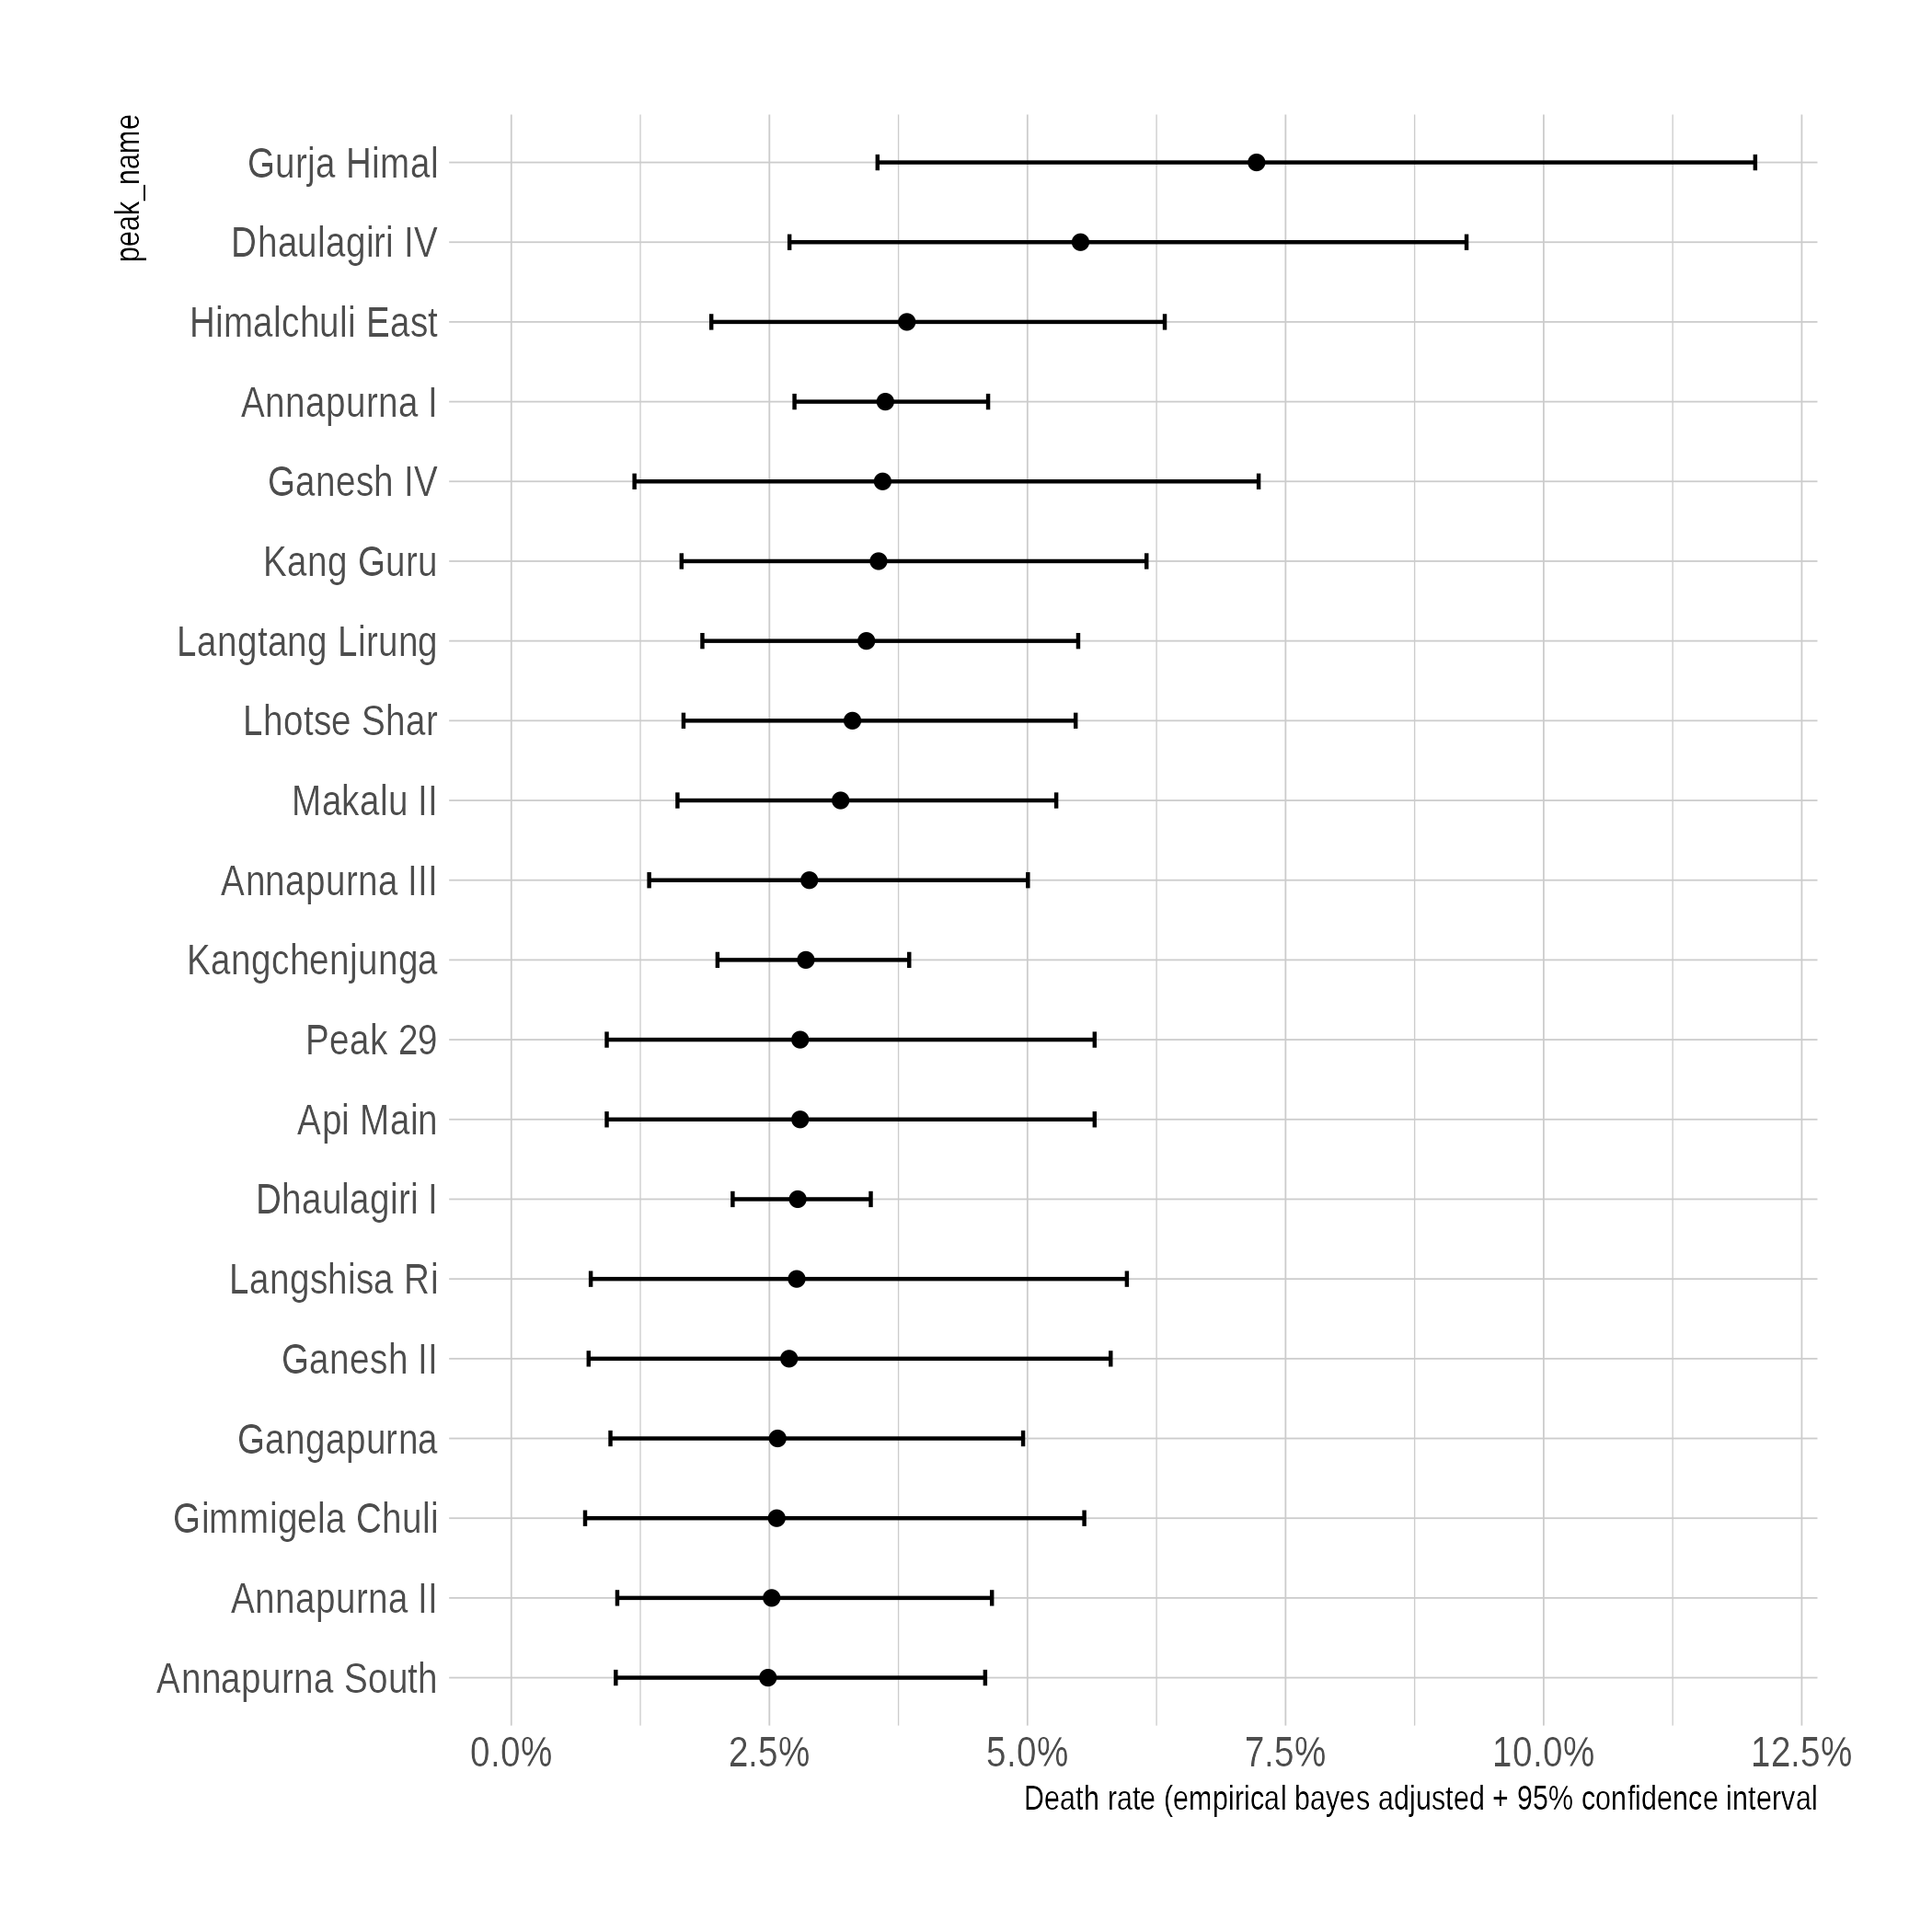 peak_name
Gurja Himal
Dhaulagiri IV
Himalchuli East
Annapurna I
Ganesh IV
Kang Guru
Langtang Lirung
Lhotse Shar
Makalu II
Annapurna III
Kangchenjunga
Peak 29
Api Main
Dhaulagiri I
Langshisa Ri
Ganesh II
Gangapurna
Gimmigela Chuli
Annapurna II
Annapurna South
0.0% 2.5% 5.0% 7.5% 10.0% 12.5%
Death rate (empirical bayes adjusted + 95% confidence interval